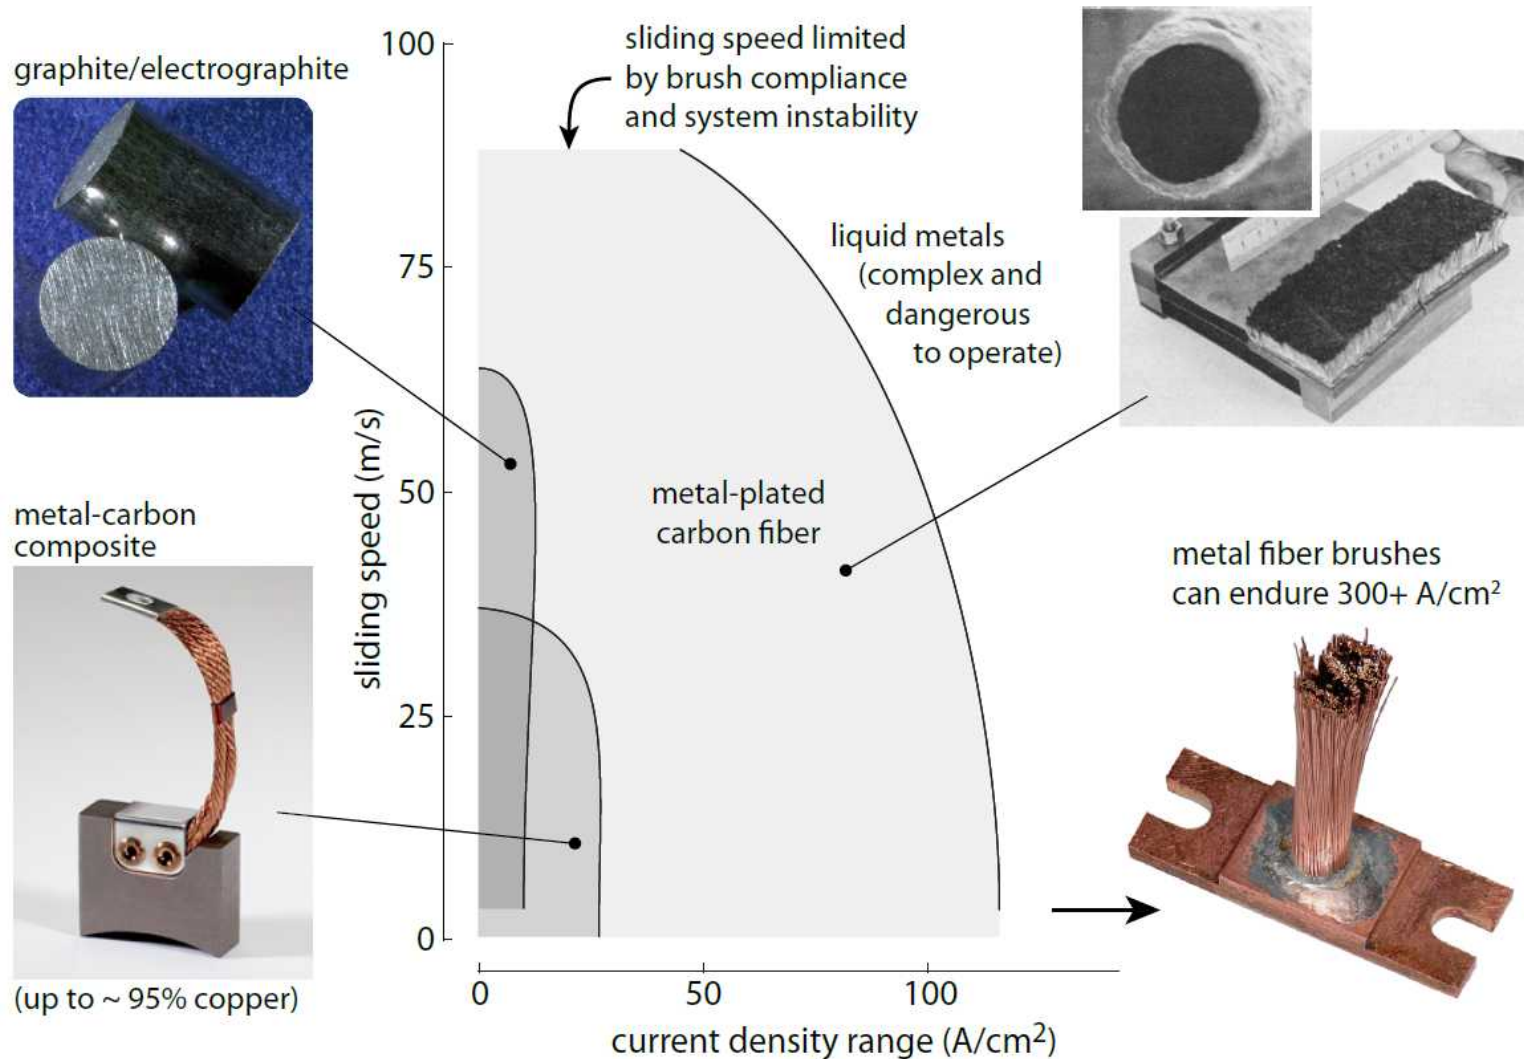 graphite/electrographite
metal-carbon
composite
(up to ~ 95% copper)
sliding speed limited
by brush compliance
and system instability
liquid metals
(complex and
dangerous
to operate)
metal-plated
carbon fiber
metal fiber brushes
can endure 300+ A/cm²
sliding speed (m/s)
100
75
50
25
0
0
50
100
current density range (A/cm²)